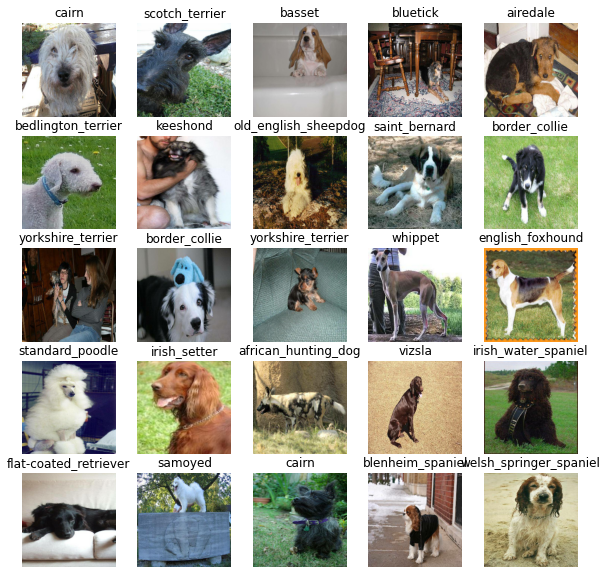 cairn
scotch_terrier
basset
bluetick
airedale
bedlington_terrier
keeshond
old_english_sheepdog
saint_bernard
border_collie
yorkshire_terrier
border_collie
yorkshire_terrier
whippet
english_foxhound
standard_poodle
irish_setter
african_hunting_dog
vizsla
irish_water_spaniel
flat-coated_retriever
samoyed
cairn
blenheim_spaniel
welsh_springer_spaniel